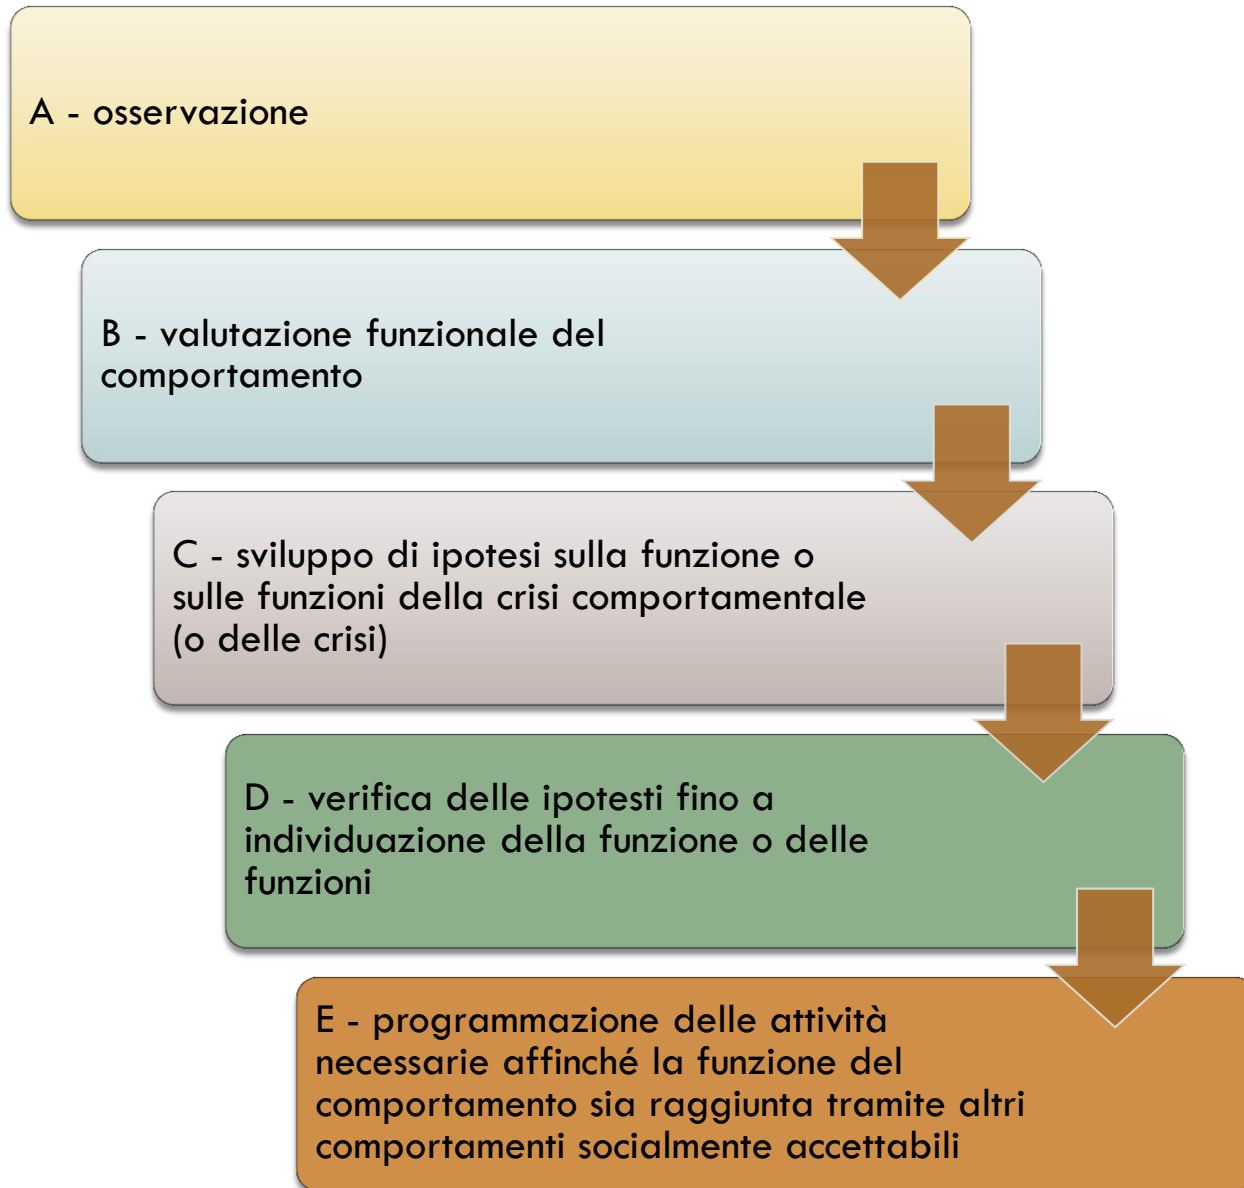 A - osservazione
B - valutazione funzionale del
comportamento
C - sviluppo di ipotesi sulla funzione o
sulle funzioni della crisi comportamentale
(o delle crisi)
D - verifica delle ipotesti fino a
individuazione della funzione o delle
funzioni
E - programmazione delle attività
necessarie affinché la funzione del
comportamento sia raggiunta tramite altri
comportamenti socialmente accettabili